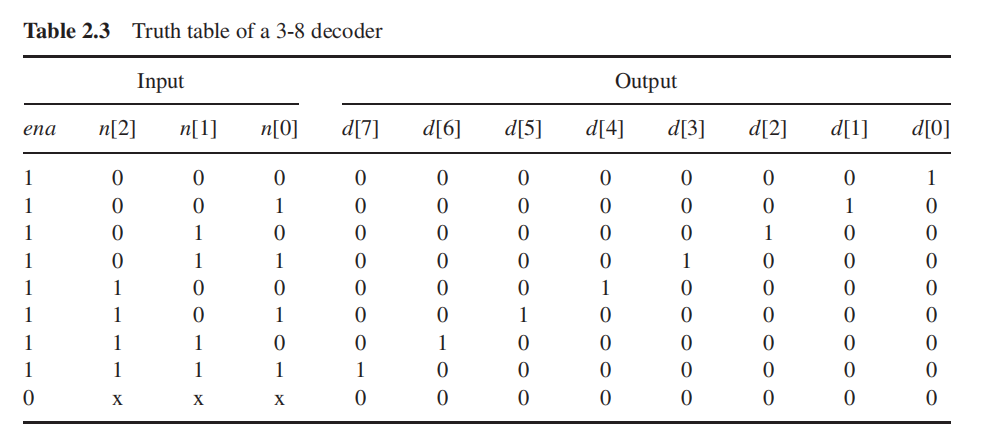 Table 2.3 Truth table of a 3-8 decoder
Input Output
ena n[2] n[1] n[0] d[7] d[6] d[5] d[4] d[3] d[2] d[1] d[0]
1 0 0 0 0 0 0 0 0 0 0 1
1 0 0 1 0 0 0 0 0 0 1 0
1 0 1 0 0 0 0 0 0 1 0 0
1 0 1 1 0 0 0 0 1 0 0 0
1 1 0 0 0 0 0 1 0 0 0 0
1 1 0 1 0 0 1 0 0 0 0 0
1 1 1 0 0 1 0 0 0 0 0 0
1 1 1 1 1 0 0 0 0 0 0 0
0 x x x 0 0 0 0 0 0 0 0